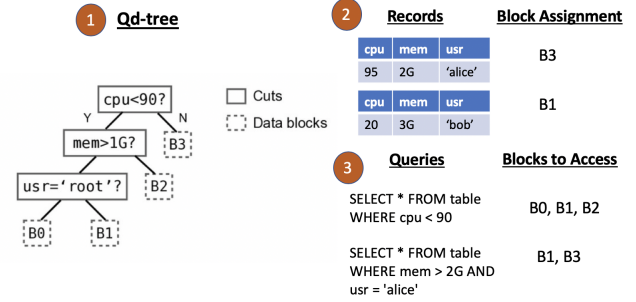 1 Qd-tree
cpu<90?
Y N
mem>1G?
B3
usr=‘root’?
B2
B0 B1
Cuts
Data blocks
2 Records Block Assignment
cpu mem usr
95 2G ‘alice’
B3
cpu mem usr
20 3G ‘bob’
B1
3 Queries Blocks to Access
SELECT * FROM table
WHERE cpu < 90
B0, B1, B2
SELECT * FROM table
WHERE mem > 2G AND
usr = 'alice'
B1, B3